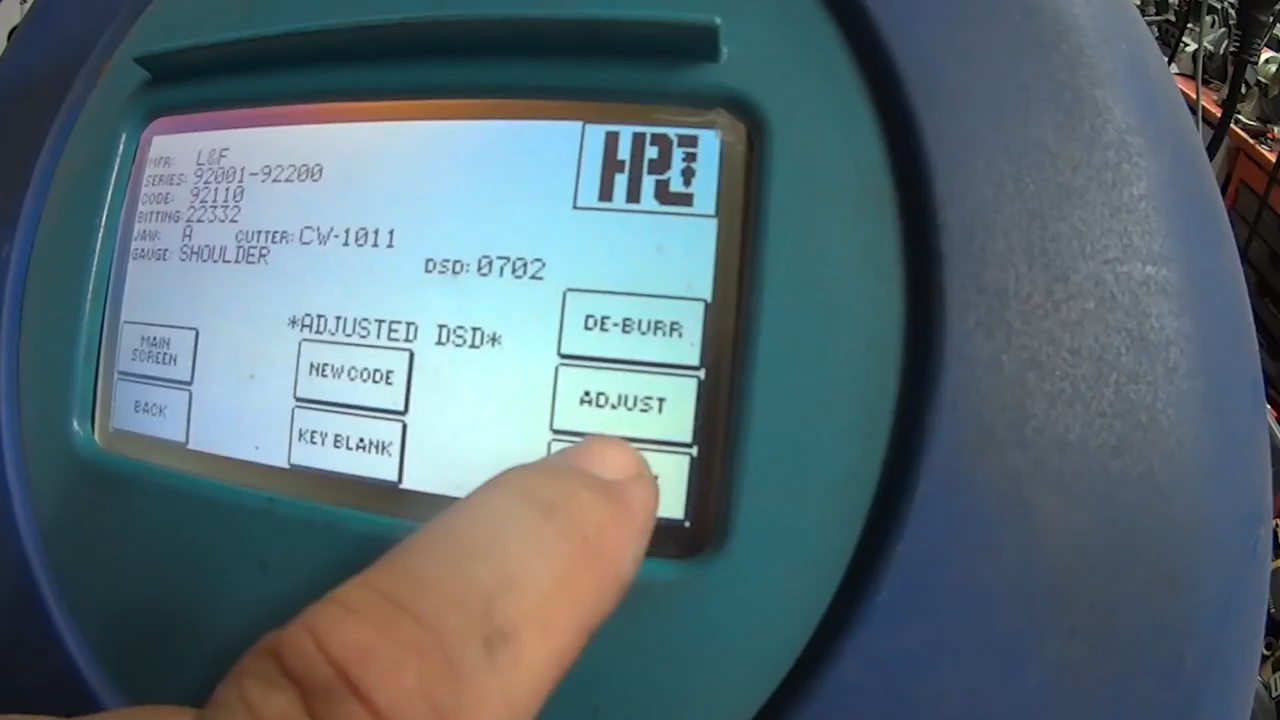 MFR: L&F
SERIES: 92001-92200
CODE: 92110
BITTING: 22332
JAW: A CUTTER: CW-1011
GAUGE: SHOULDER
DSD: 0702
HPC
*ADJUSTED DSD*
DE-BURR
MAIN SCREEN
NEW CODE
ADJUST
BACK
KEY BLANK